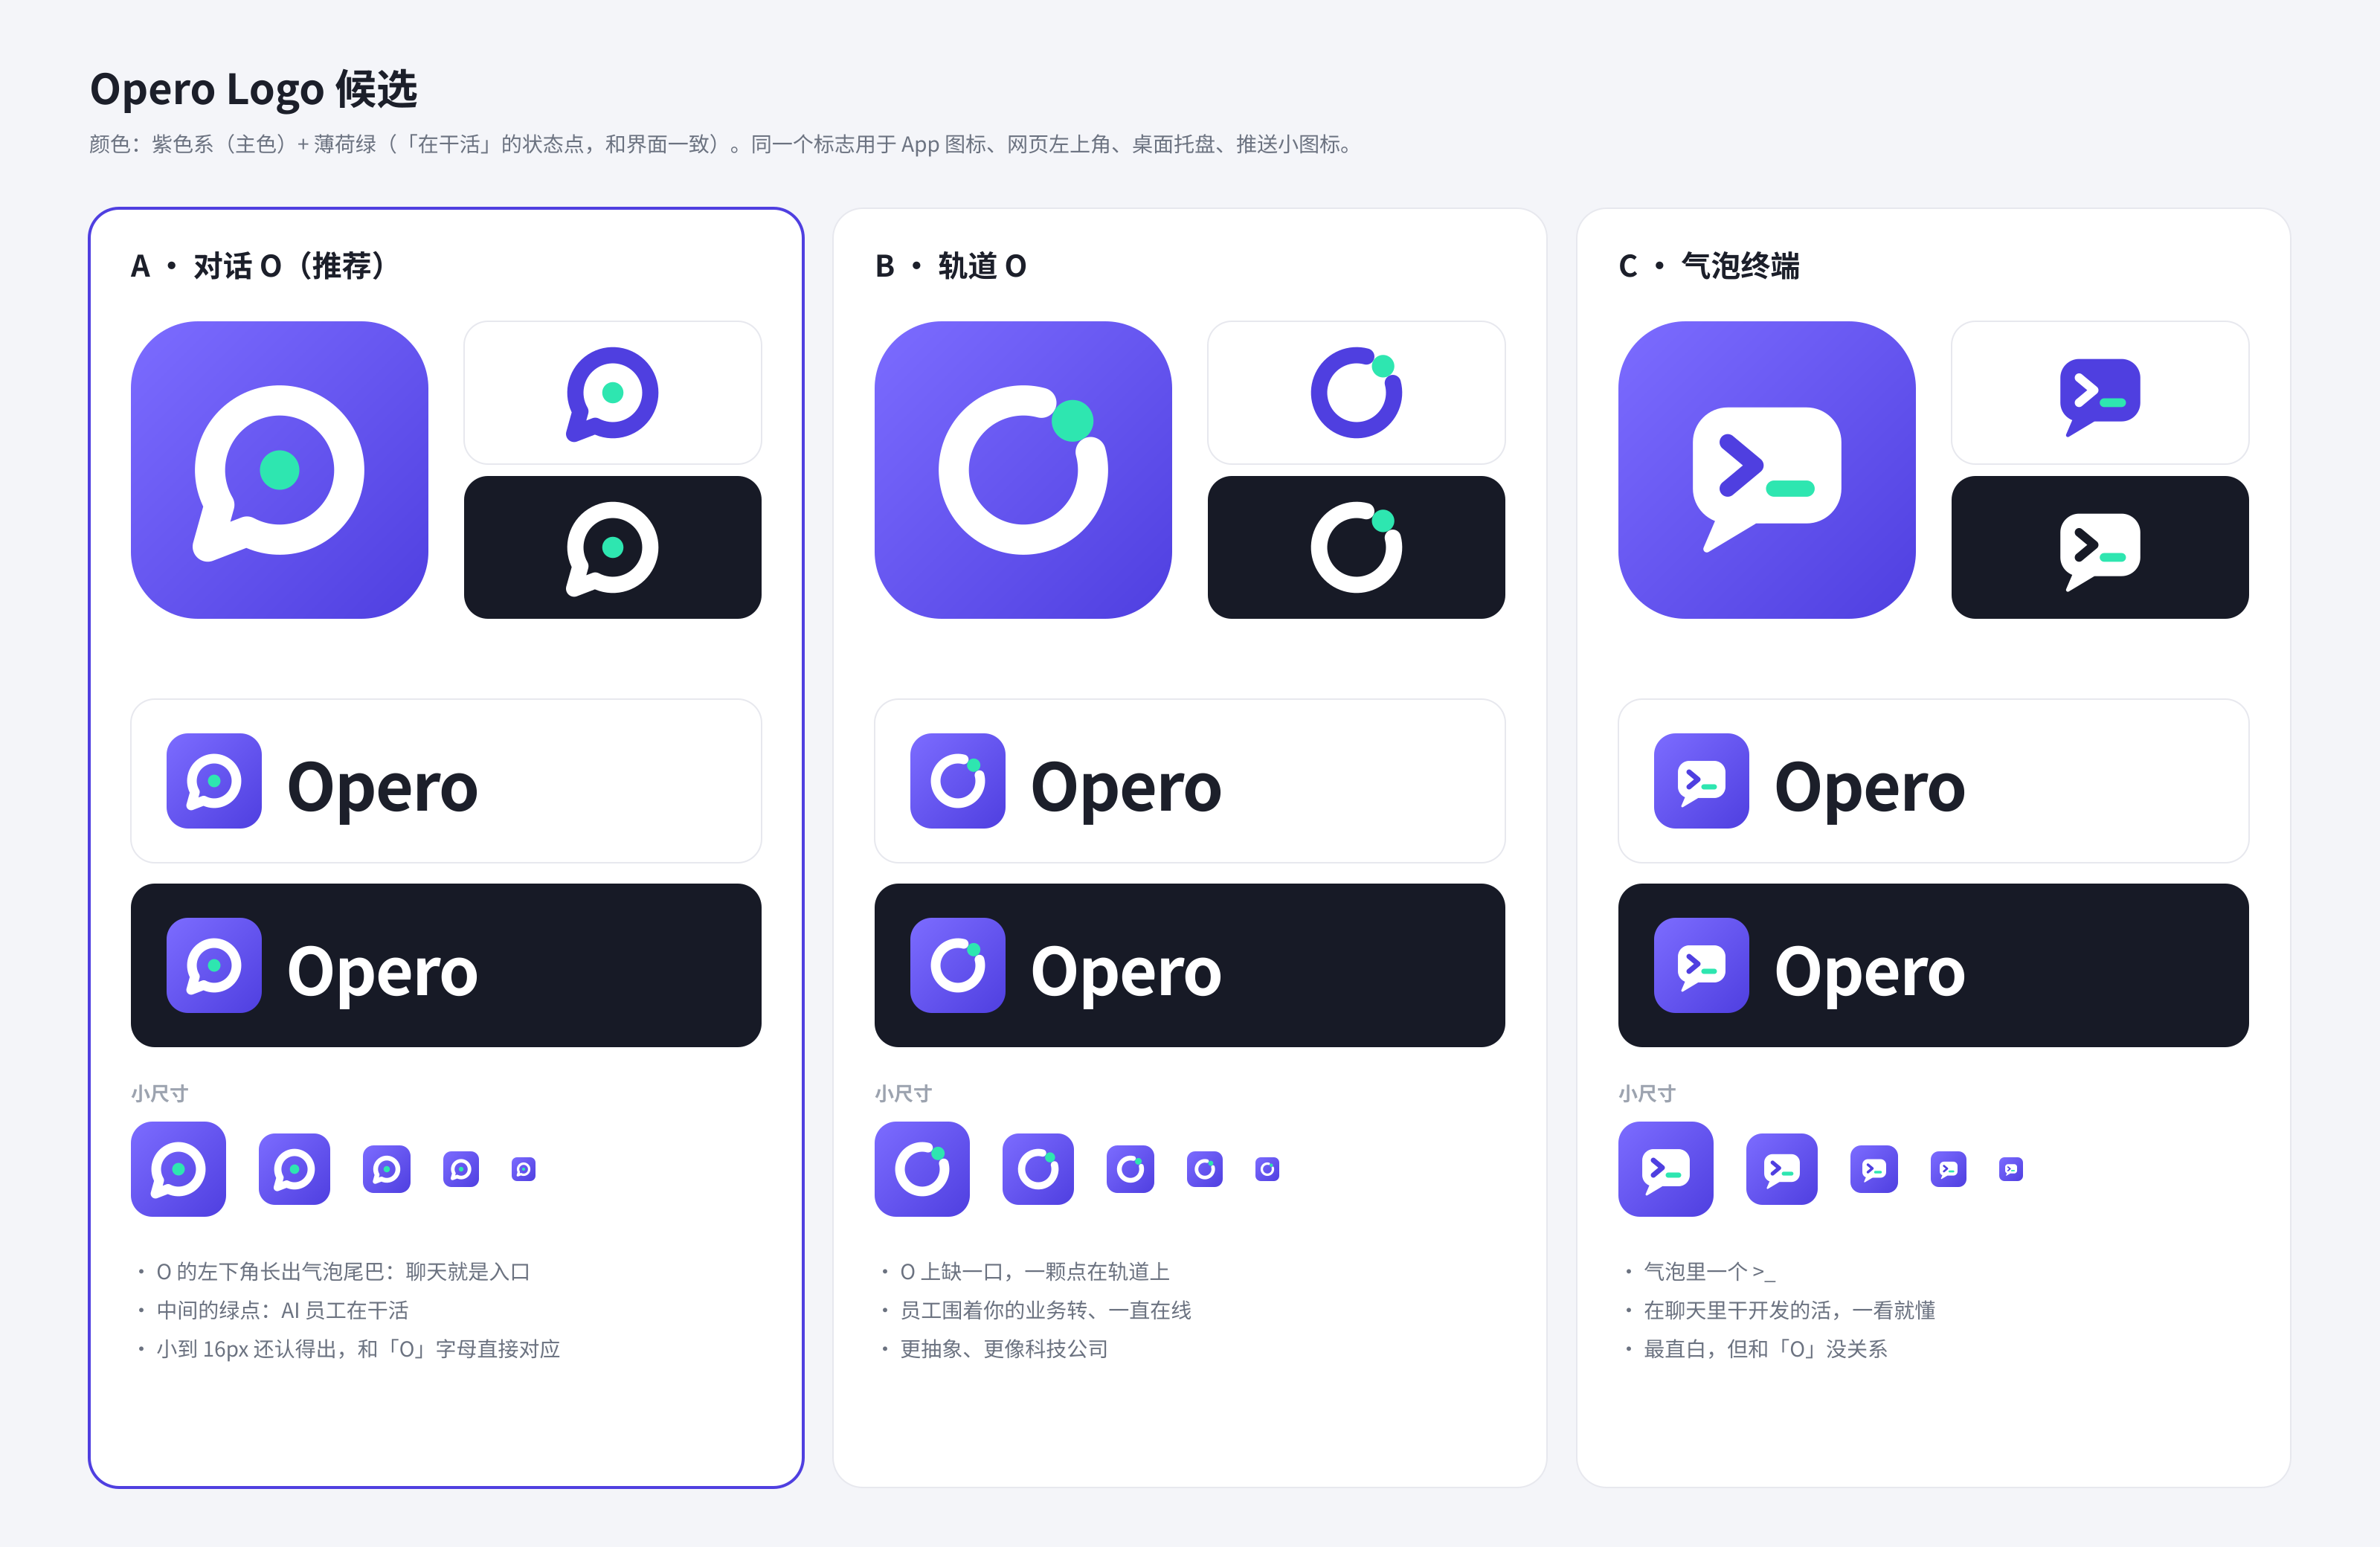 Opero Logo 候选
颜色：紫色系（主色）+ 薄荷绿（「在干活」的状态点，和界面一致）。同一个标志用于 App 图标、网页左上角、桌面托盘、推送小图标。
A · 对话 O（推荐）
Opero
Opero
小尺寸
· O 的左下角长出气泡尾巴：聊天就是入口
· 中间的绿点：AI 员工在干活
· 小到 16px 还认得出，和「O」字母直接对应
B · 轨道 O
Opero
Opero
小尺寸
· O 上缺一口，一颗点在轨道上
· 员工围着你的业务转、一直在线
· 更抽象、更像科技公司
C · 气泡终端
>_
>_
>_
Opero
Opero
小尺寸
· 气泡里一个 >_
· 在聊天里干开发的活，一看就懂
· 最直白，但和「O」没关系